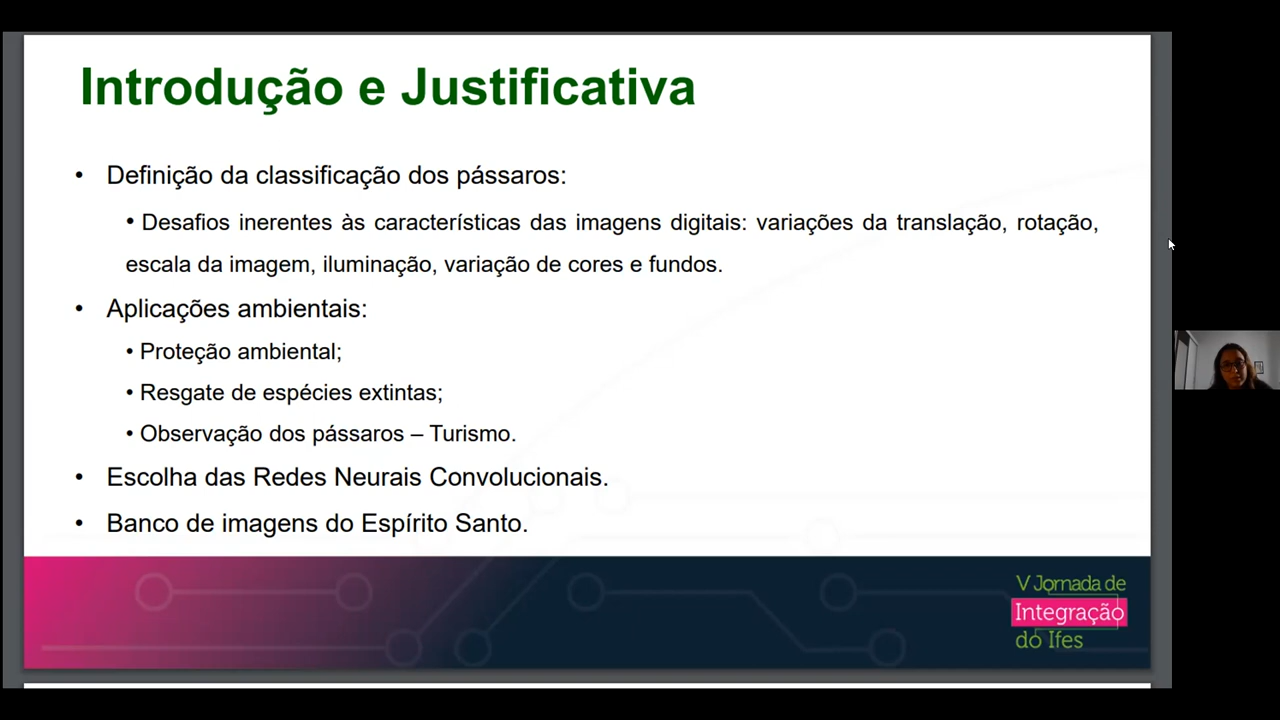 Introdução e Justificativa
• Definição da classificação dos pássaros:
• Desafios inerentes às características das imagens digitais: variações da translação, rotação,
escala da imagem, iluminação, variação de cores e fundos.
• Aplicações ambientais:
• Proteção ambiental;
• Resgate de espécies extintas;
• Observação dos pássaros – Turismo.
• Escolha das Redes Neurais Convolucionais.
• Banco de imagens do Espírito Santo.
V Jornada de
Integração
do Ifes